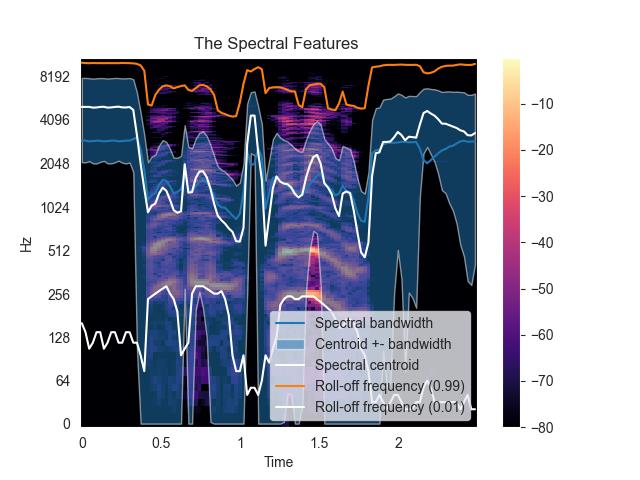 The Spectral Features
8192
4096
2048
1024
512
256
128
64
0
Hz
0
0.5
1
1.5
2
Time
Spectral bandwidth
Centroid +- bandwidth
Spectral centroid
Roll-off frequency (0.99)
Roll-off frequency (0.01)
−10
−20
−30
−40
−50
−60
−70
−80